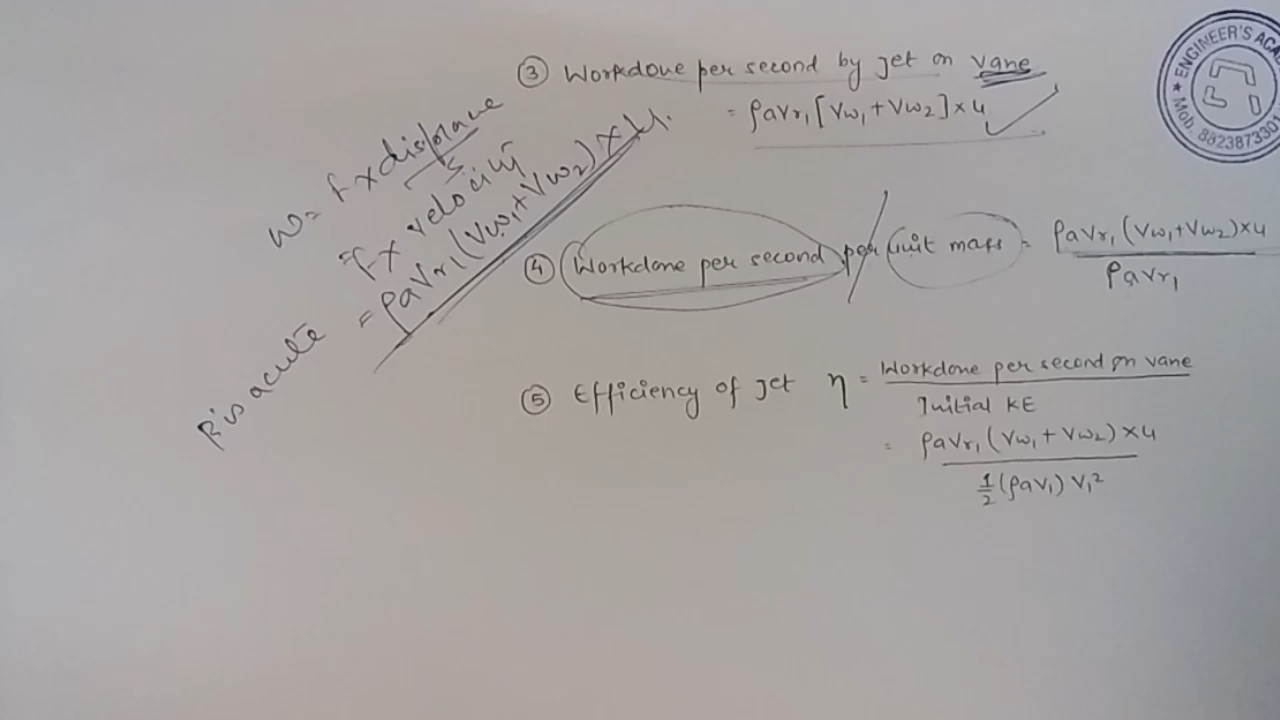 ③ Workdone per second by jet on vane
= ρavr₁[Vw₁+Vw₂]×u
W= F×displace
s
=F× velocity
= ρaVr₁(Vw₁+Vw₂)×u.
β is acute
④ Workdone per second per unit mass = ρavr₁(Vw₁+Vw₂)×u
ρavr₁
⑤ Efficiency of jet η = Workdone per second on vane
Initial KE
= ρavr₁(Vw₁+Vw₂)×u
½(ρav₁)V₁²
★ ENGINEER'S ACA
Mob. 8823873301